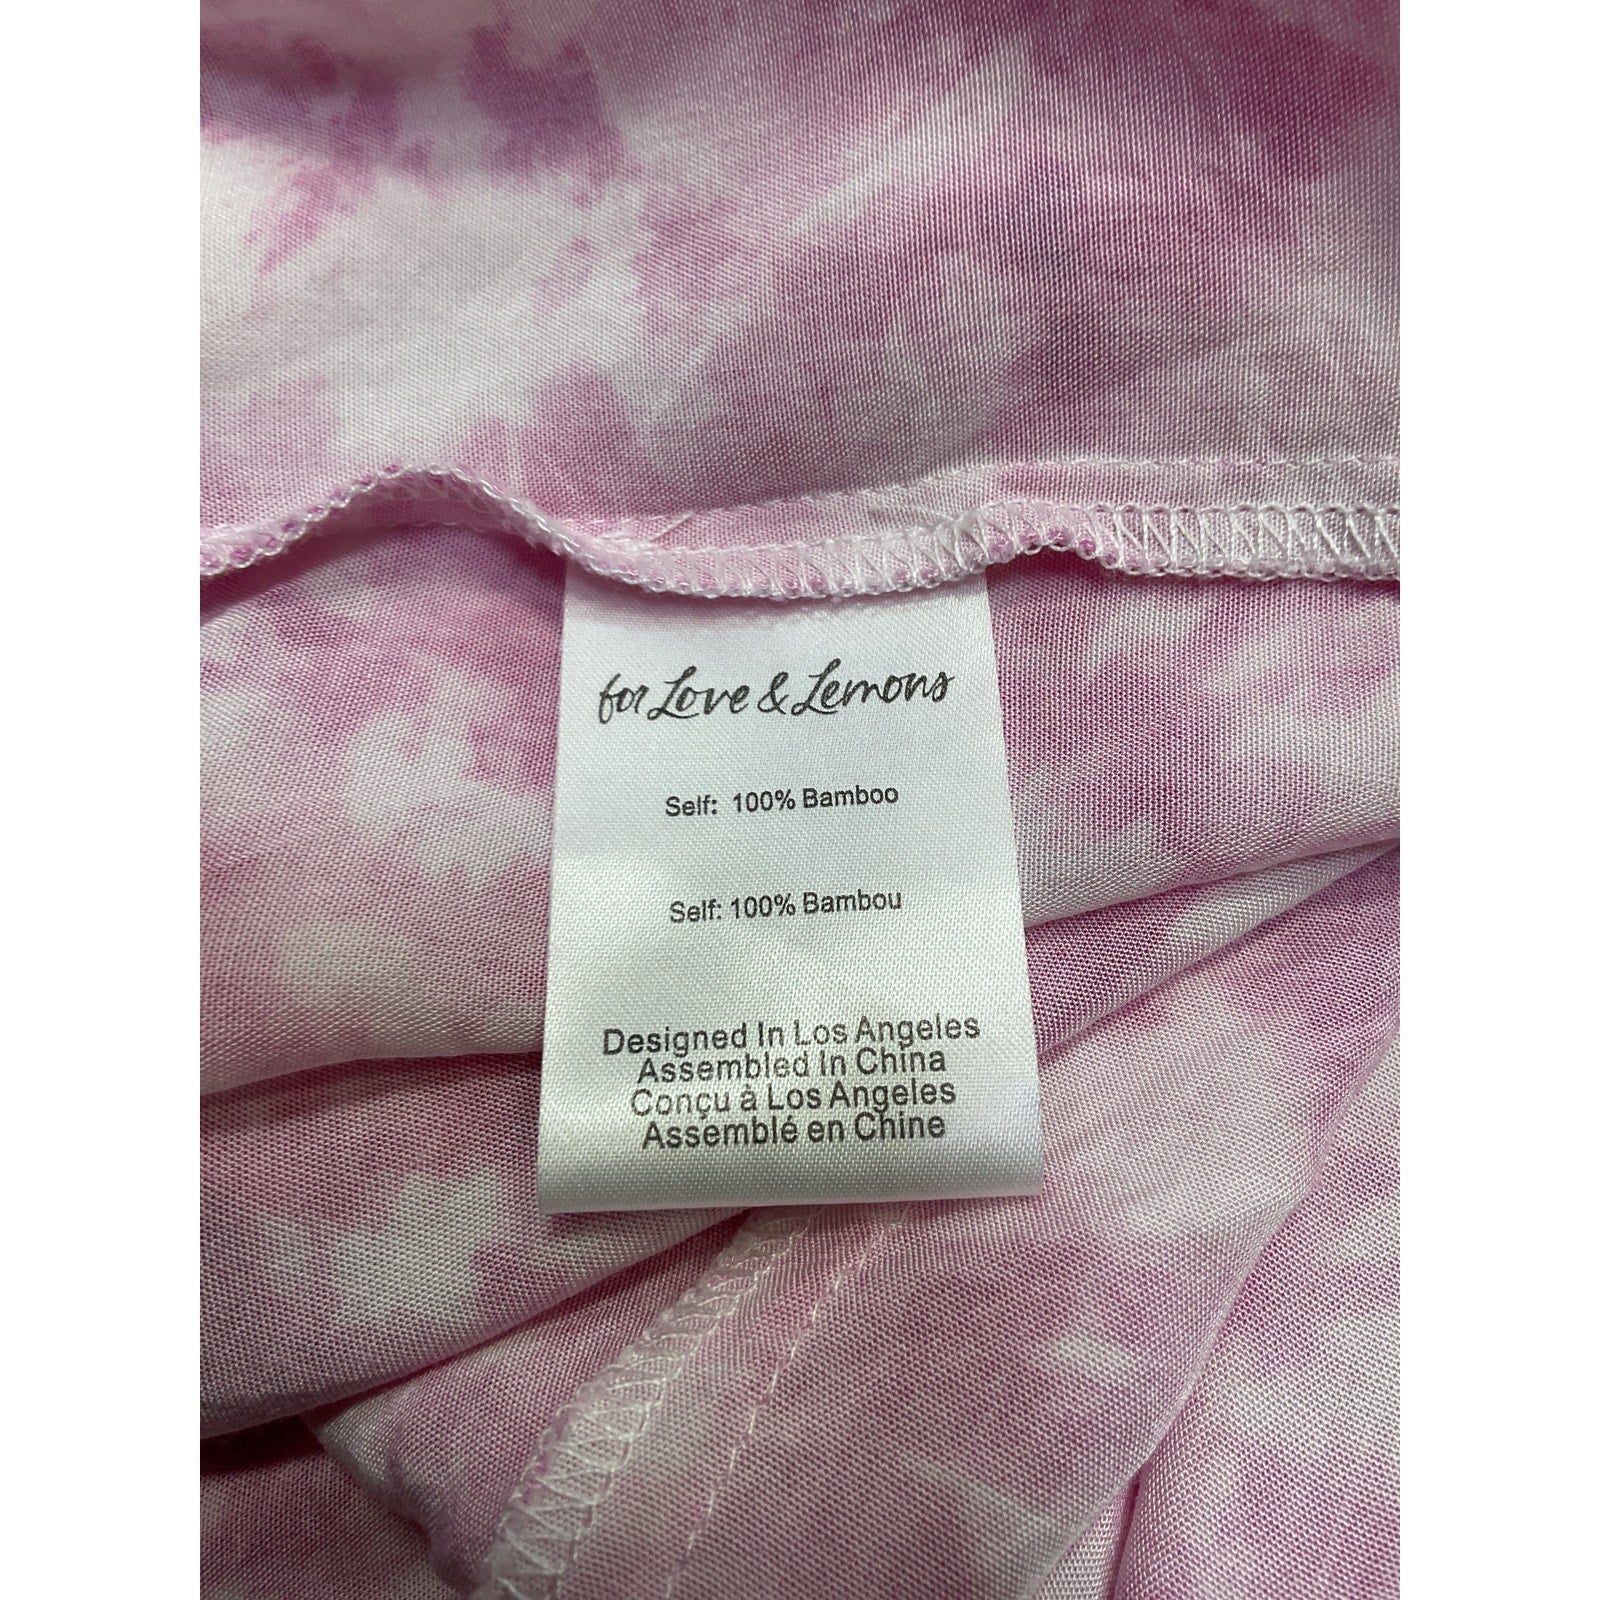 for Love & Lemons
Self: 100% Bamboo
Self: 100% Bambou
Designed In Los Angeles
Assembled In China
Conçu à Los Angeles
Assemblé en Chine